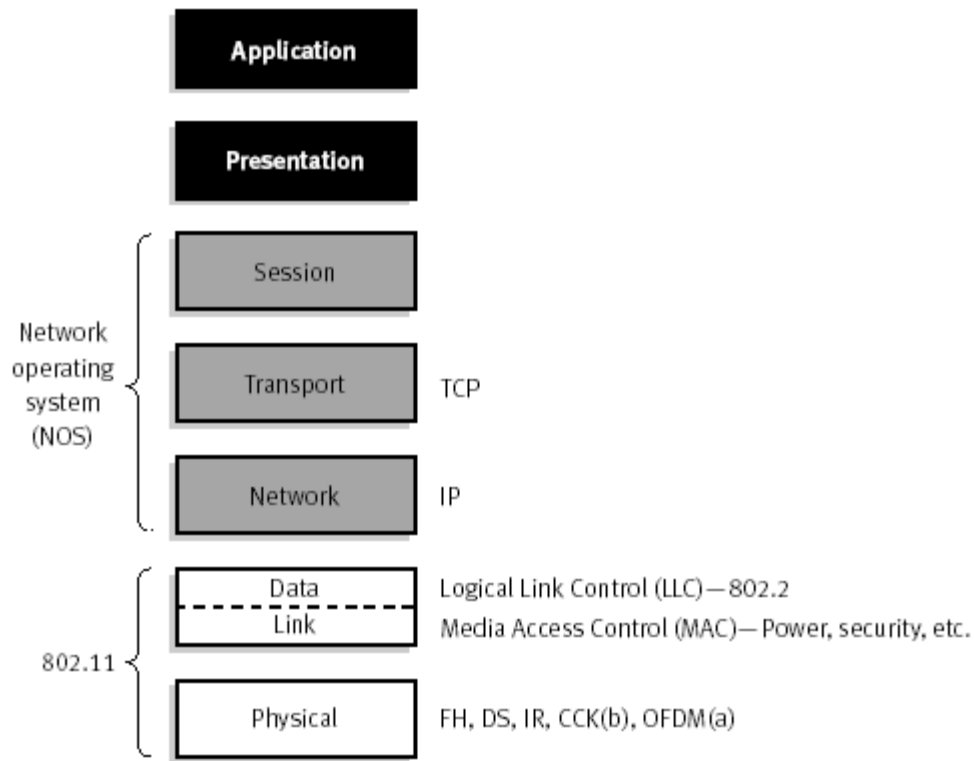 Application
Presentation
Session
Network
operating
system
(NOS)
Transport
TCP
Network
IP
Data
Link
Logical Link Control (LLC)—802.2
Media Access Control (MAC)—Power, security, etc.
802.11
Physical
FH, DS, IR, CCK(b), OFDM(a)